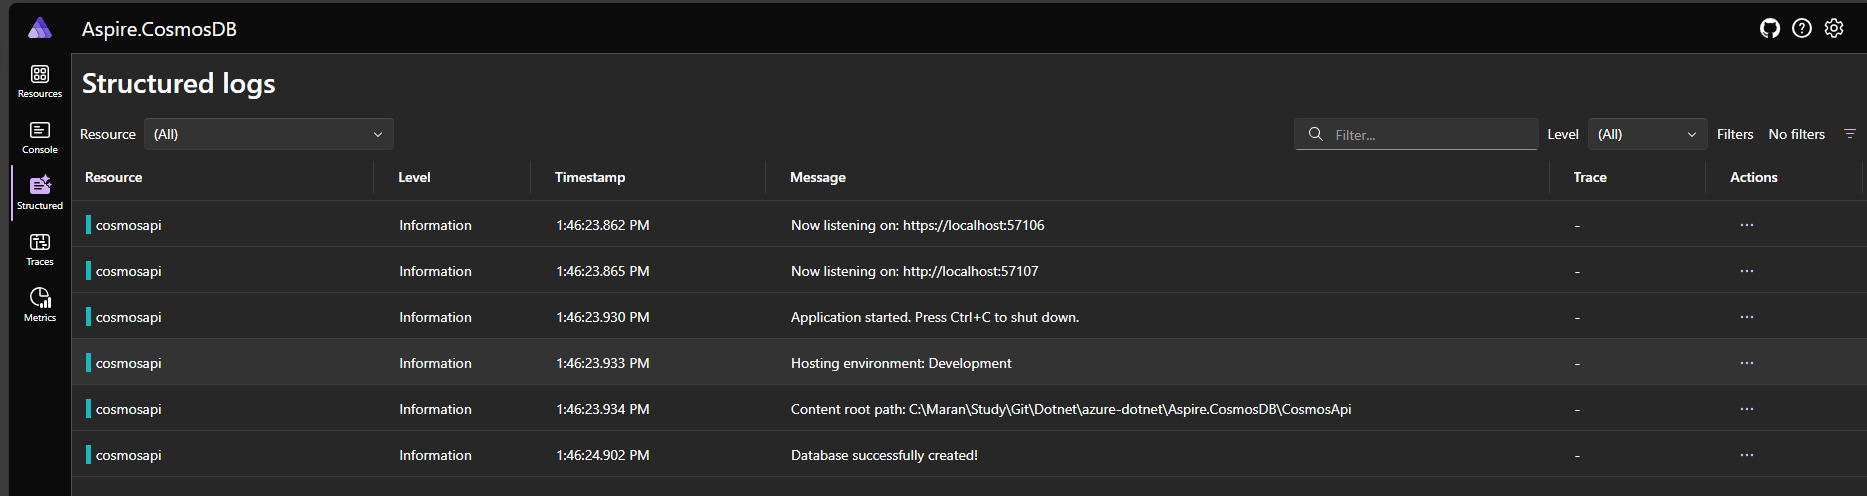 Aspire.CosmosDB
Resources
Console
Structured
Traces
Metrics
Structured logs
Resource (All) Filter... Level (All) Filters No filters
Resource Level Timestamp Message Trace Actions
cosmosapi Information 1:46:23.862 PM Now listening on: https://localhost:57106 - ...
cosmosapi Information 1:46:23.865 PM Now listening on: http://localhost:57107 - ...
cosmosapi Information 1:46:23.930 PM Application started. Press Ctrl+C to shut down. - ...
cosmosapi Information 1:46:23.933 PM Hosting environment: Development - ...
cosmosapi Information 1:46:23.934 PM Content root path: C:\Maran\Study\Git\Dotnet\azure-dotnet\Aspire.CosmosDB\CosmosApi - ...
cosmosapi Information 1:46:24.902 PM Database successfully created! - ...